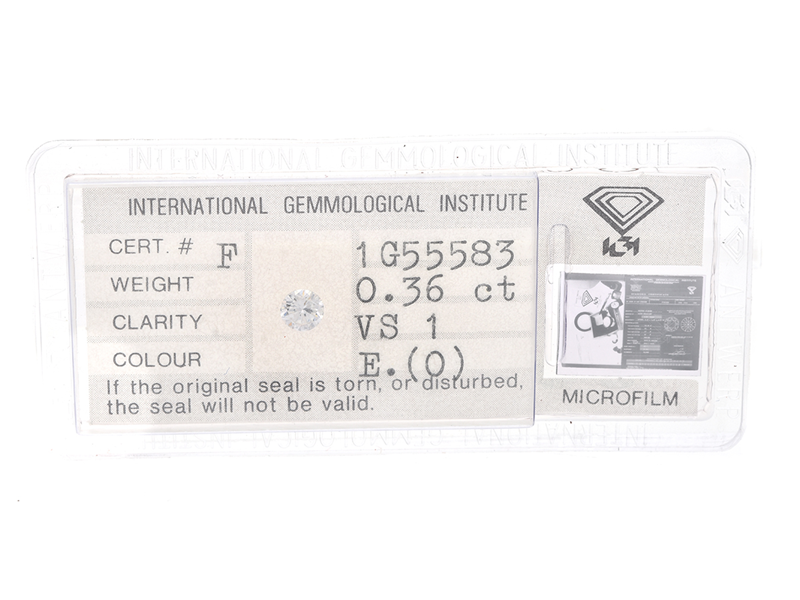 INTERNATIONAL GEMMOLOGICAL INSTITUTE
INTERNATIONAL GEMMOLOGICAL INSTITUTE
CERT. # F 1G55583
WEIGHT 0.36 ct
CLARITY VS 1
COLOUR E.(0)
If the original seal is torn, or disturbed,
the seal will not be valid.
IGI
MICROFILM